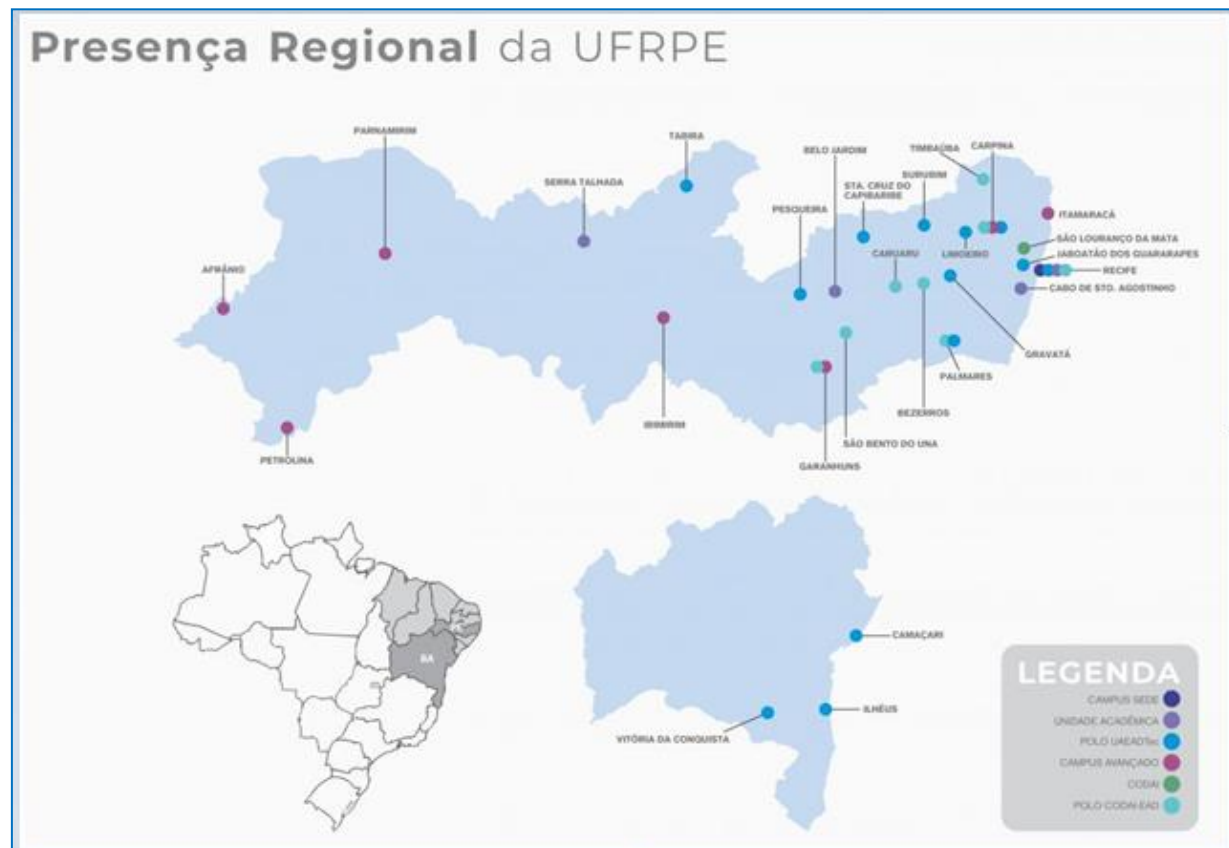 Presença Regional da UFRPE
PARNAMIRIM
TABIRA
BELO JARDIM
TIMBAÚBA
CARPINA
SERRA TALHADA
STA. CRUZ DO
CAPIBARIBE
SURUBIM
PESQUEIRA
ITAMARACÁ
SÃO LOURANÇO DA MATA
CARUARU
LIMOEIRO
JABOATÃO DOS GUARARAPES
AFRÂNIO
RECIFE
CABO DE STO. AGOSTINHO
GRAVATÁ
PALMARES
BEZERROS
IBIMIRIM
SÃO BENTO DO UNA
PETROLINA
GARANHUNS
BA
CAMAÇARI
ILHÉUS
VITÓRIA DA CONQUISTA
LEGENDA
CAMPUS SEDE
UNIDADE ACADÊMICA
POLO UAEADTec
CAMPUS AVANÇADO
CODAI
POLO CODAI-EAD